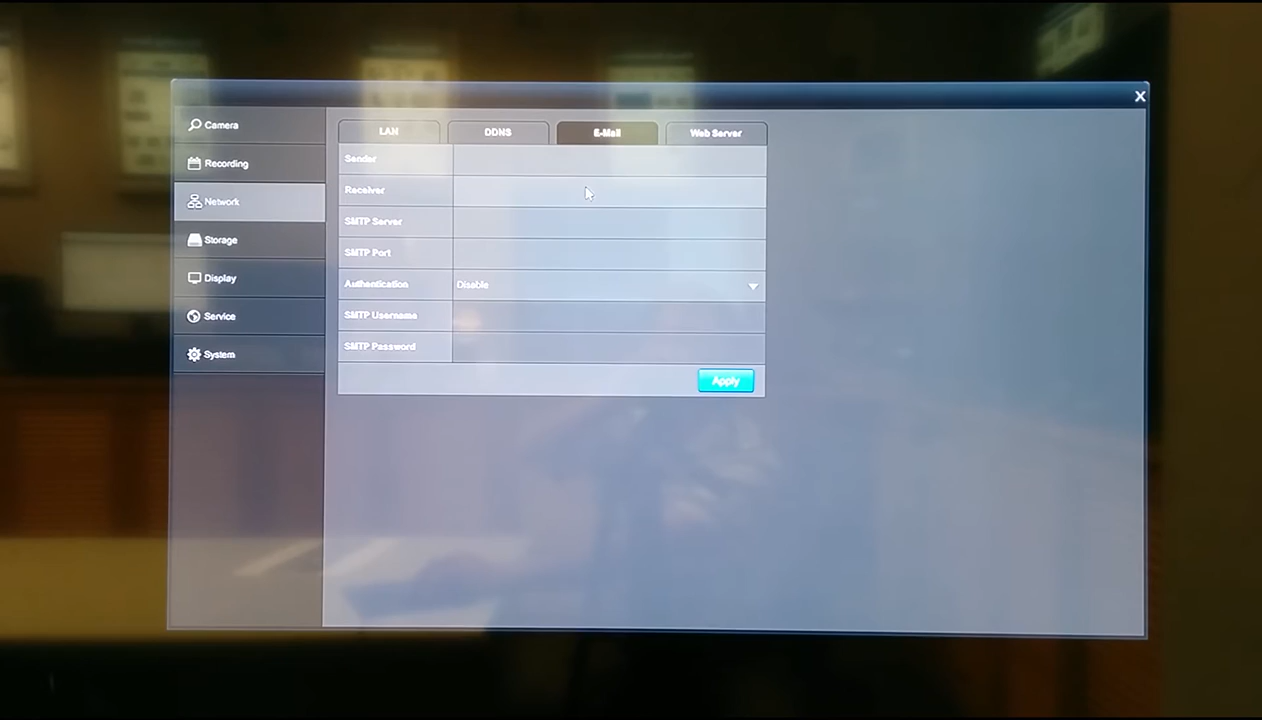 X
Camera
Recording
Network
Storage
Display
Service
System
LAN
DDNS
E-Mail
Web Server
Sender
Receiver
SMTP Server
SMTP Port
Authentication
Disable
SMTP Username
SMTP Password
Apply